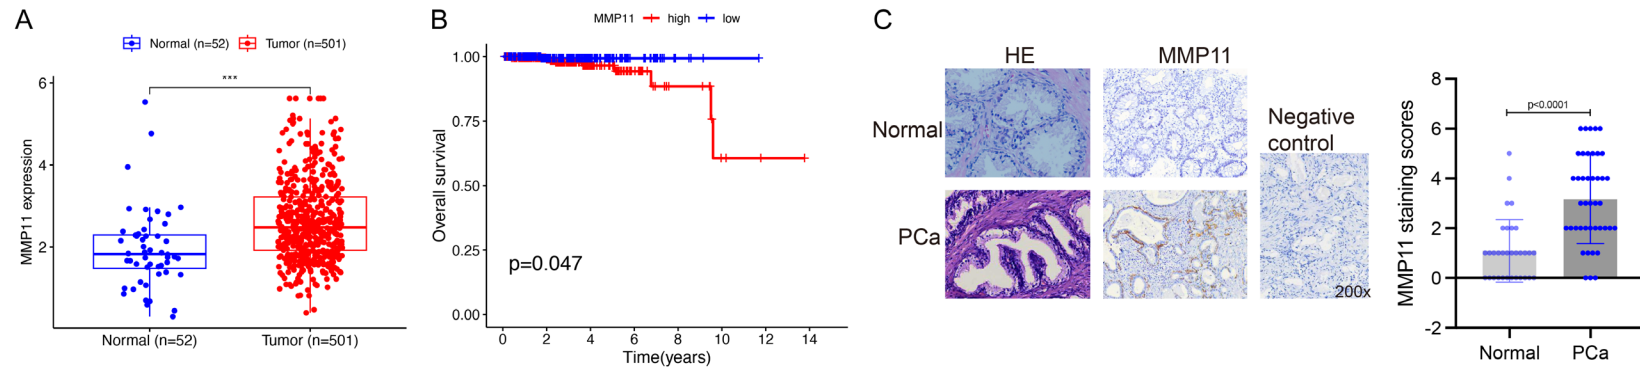 A
Normal (n=52) Tumor (n=501)
***
6
4
2
MMP11 expression
Normal (n=52) Tumor (n=501)
B
MMP11 high low
1.00
0.75
0.50
0.25
0.00
Overall survival
p=0.047
0 2 4 6 8 10 12 14
Time(years)
C
HE MMP11
Normal
PCa
Negative
control
200x
MMP11 staining scores
8
6
4
2
0
-2
p<0.0001
Normal PCa